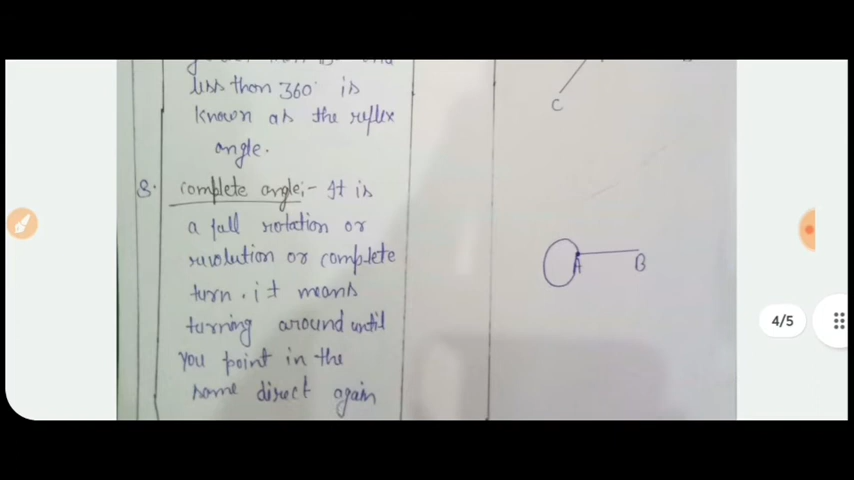 less than 360° is
known as the reflex
angle.
C
8. complete angle:- It is
a full rotation or
revolution or complete
turn. it means
turning around until
you point in the
same direct again
A
B
4/5